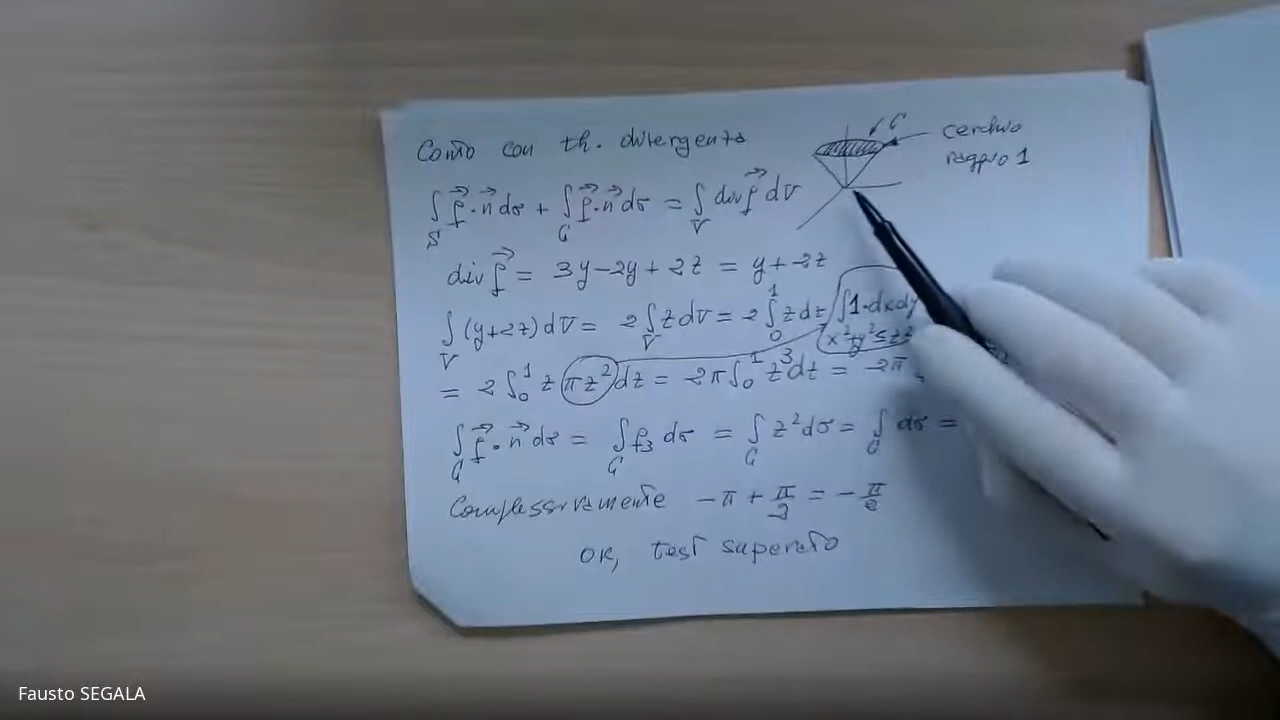 Conto con th. divergenza
C
cerchio
raggio 1
∫_S f⃗·n⃗ dσ + ∫_C f⃗·n⃗ dσ = ∫_V div f⃗ dV
div f⃗ = 3y-2y+2z = y+2z
∫_V (y+2z) dV = 2∫_V z dV = 2∫_0^1 z dz ∫1·dxdy
x²+y²≤z²
= 2∫_0^1 z πz² dz = 2π∫_0^1 z³dz = 2π
∫_C f⃗·n⃗ dσ = ∫_C f₃ dσ = ∫_C z² dσ = ∫_C dσ =
Complessivamente -π + π/2 = -π/2
OK, test superato
Fausto SEGALA